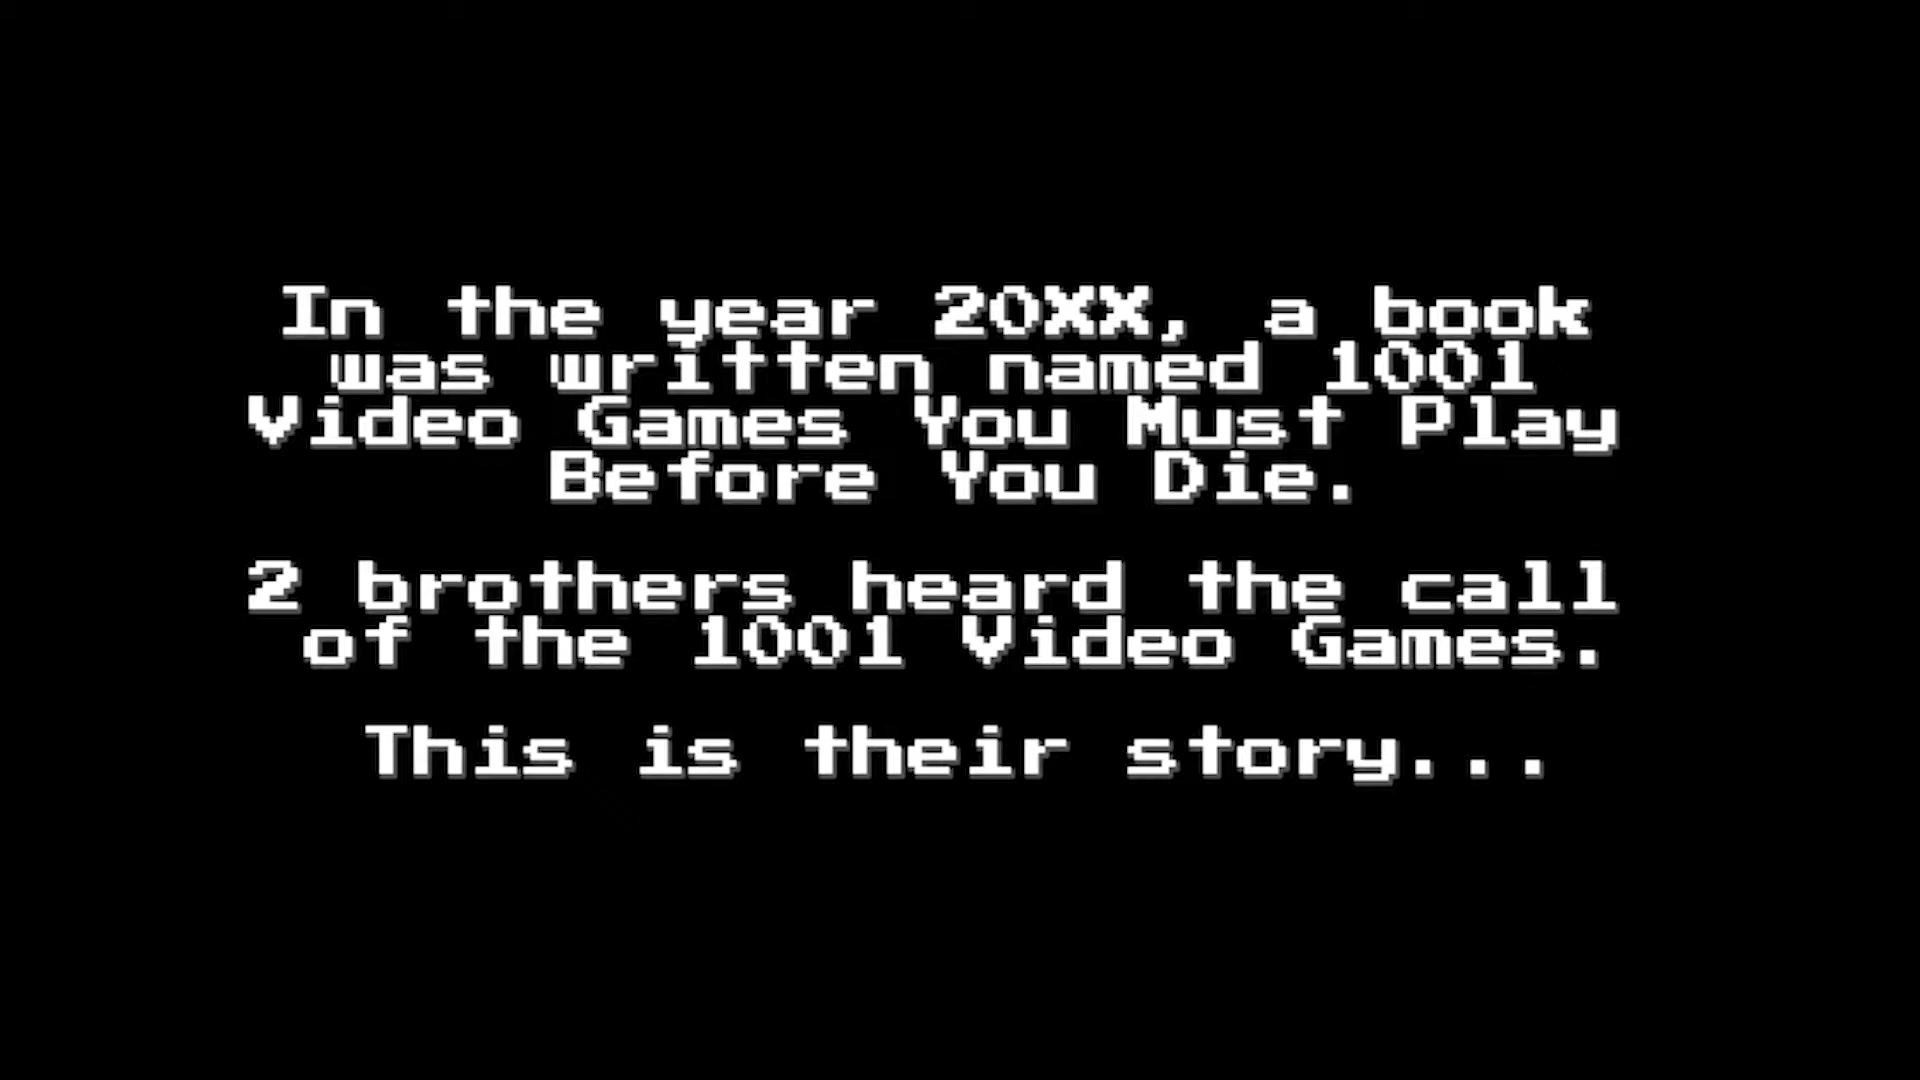 In the year 20XX, a book
was written named 1001
Video Games You Must Play
Before You Die.
2 brothers heard the call
of the 1001 Video Games.
This is their story...